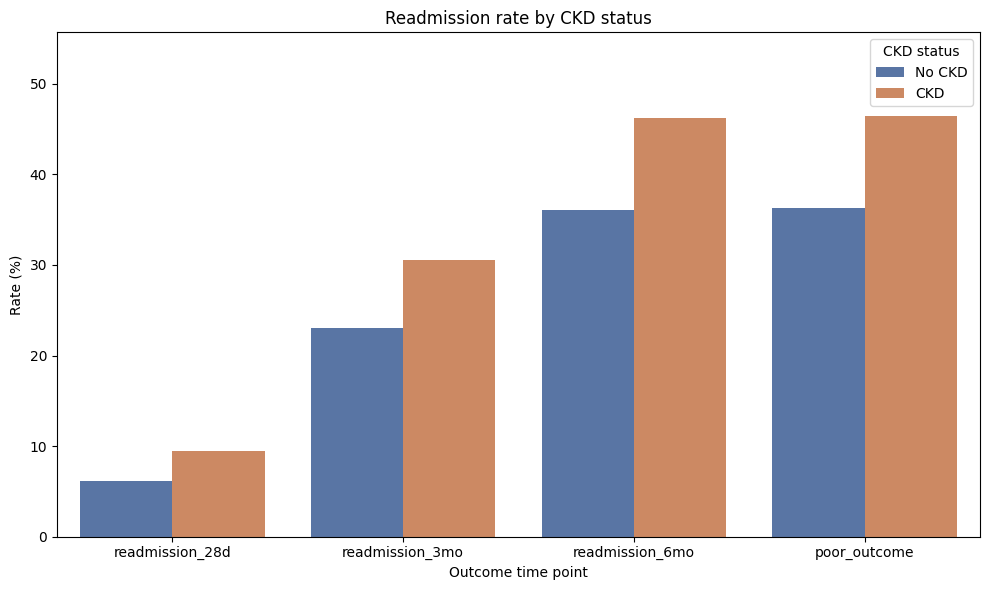 Readmission rate by CKD status
CKD status
No CKD
CKD
Rate (%)
50
40
30
20
10
0
readmission_28d
readmission_3mo
readmission_6mo
poor_outcome
Outcome time point